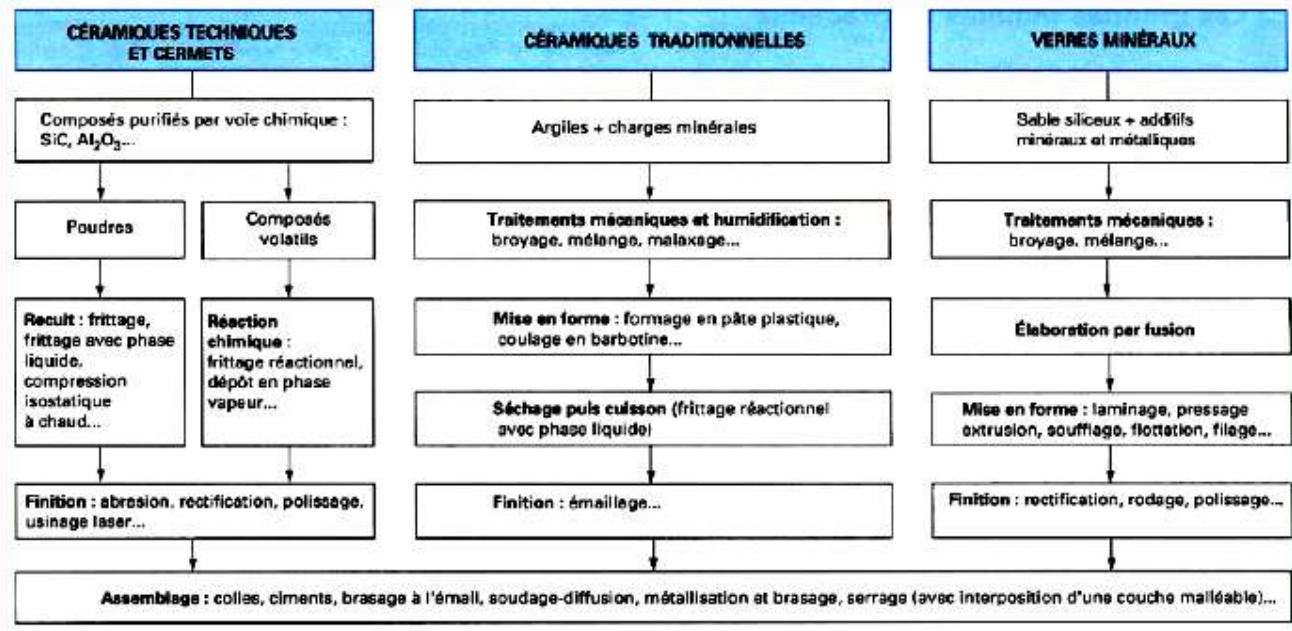 CÉRAMIQUES TECHNIQUES
ET CERMETS
Composés purifiés par voie chimique :
SiC, Al₂O₃...
Poudres
Composés
volatils
Recuit : frittage,
frittage avec phase
liquide,
compression
isostatique
à chaud...
Réaction
chimique :
frittage réactionnel,
dépôt en phase
vapeur...
Finition : abrasion, rectification, polissage,
usinage laser...
CÉRAMIQUES TRADITIONNELLES
Argiles + charges minérales
Traitements mécaniques et humidification :
broyage, mélange, malaxage...
Mise en forme : formage en pâte plastique,
coulage en barbotine...
Séchage puis cuisson (frittage réactionnel
avec phase liquide)
Finition : émaillage...
VERRES MINÉRAUX
Sable siliceux + additifs
minéraux et métalliques
Traitements mécaniques :
broyage, mélange...
Élaboration par fusion
Mise en forme : laminage, pressage
extrusion, soufflage, flottation, filage...
Finition : rectification, rodage, polissage...
Assemblage : colles, ciments, brasage à l'émail, soudage-diffusion, métallisation et brasage, serrage (avec interposition d'une couche malléable)...